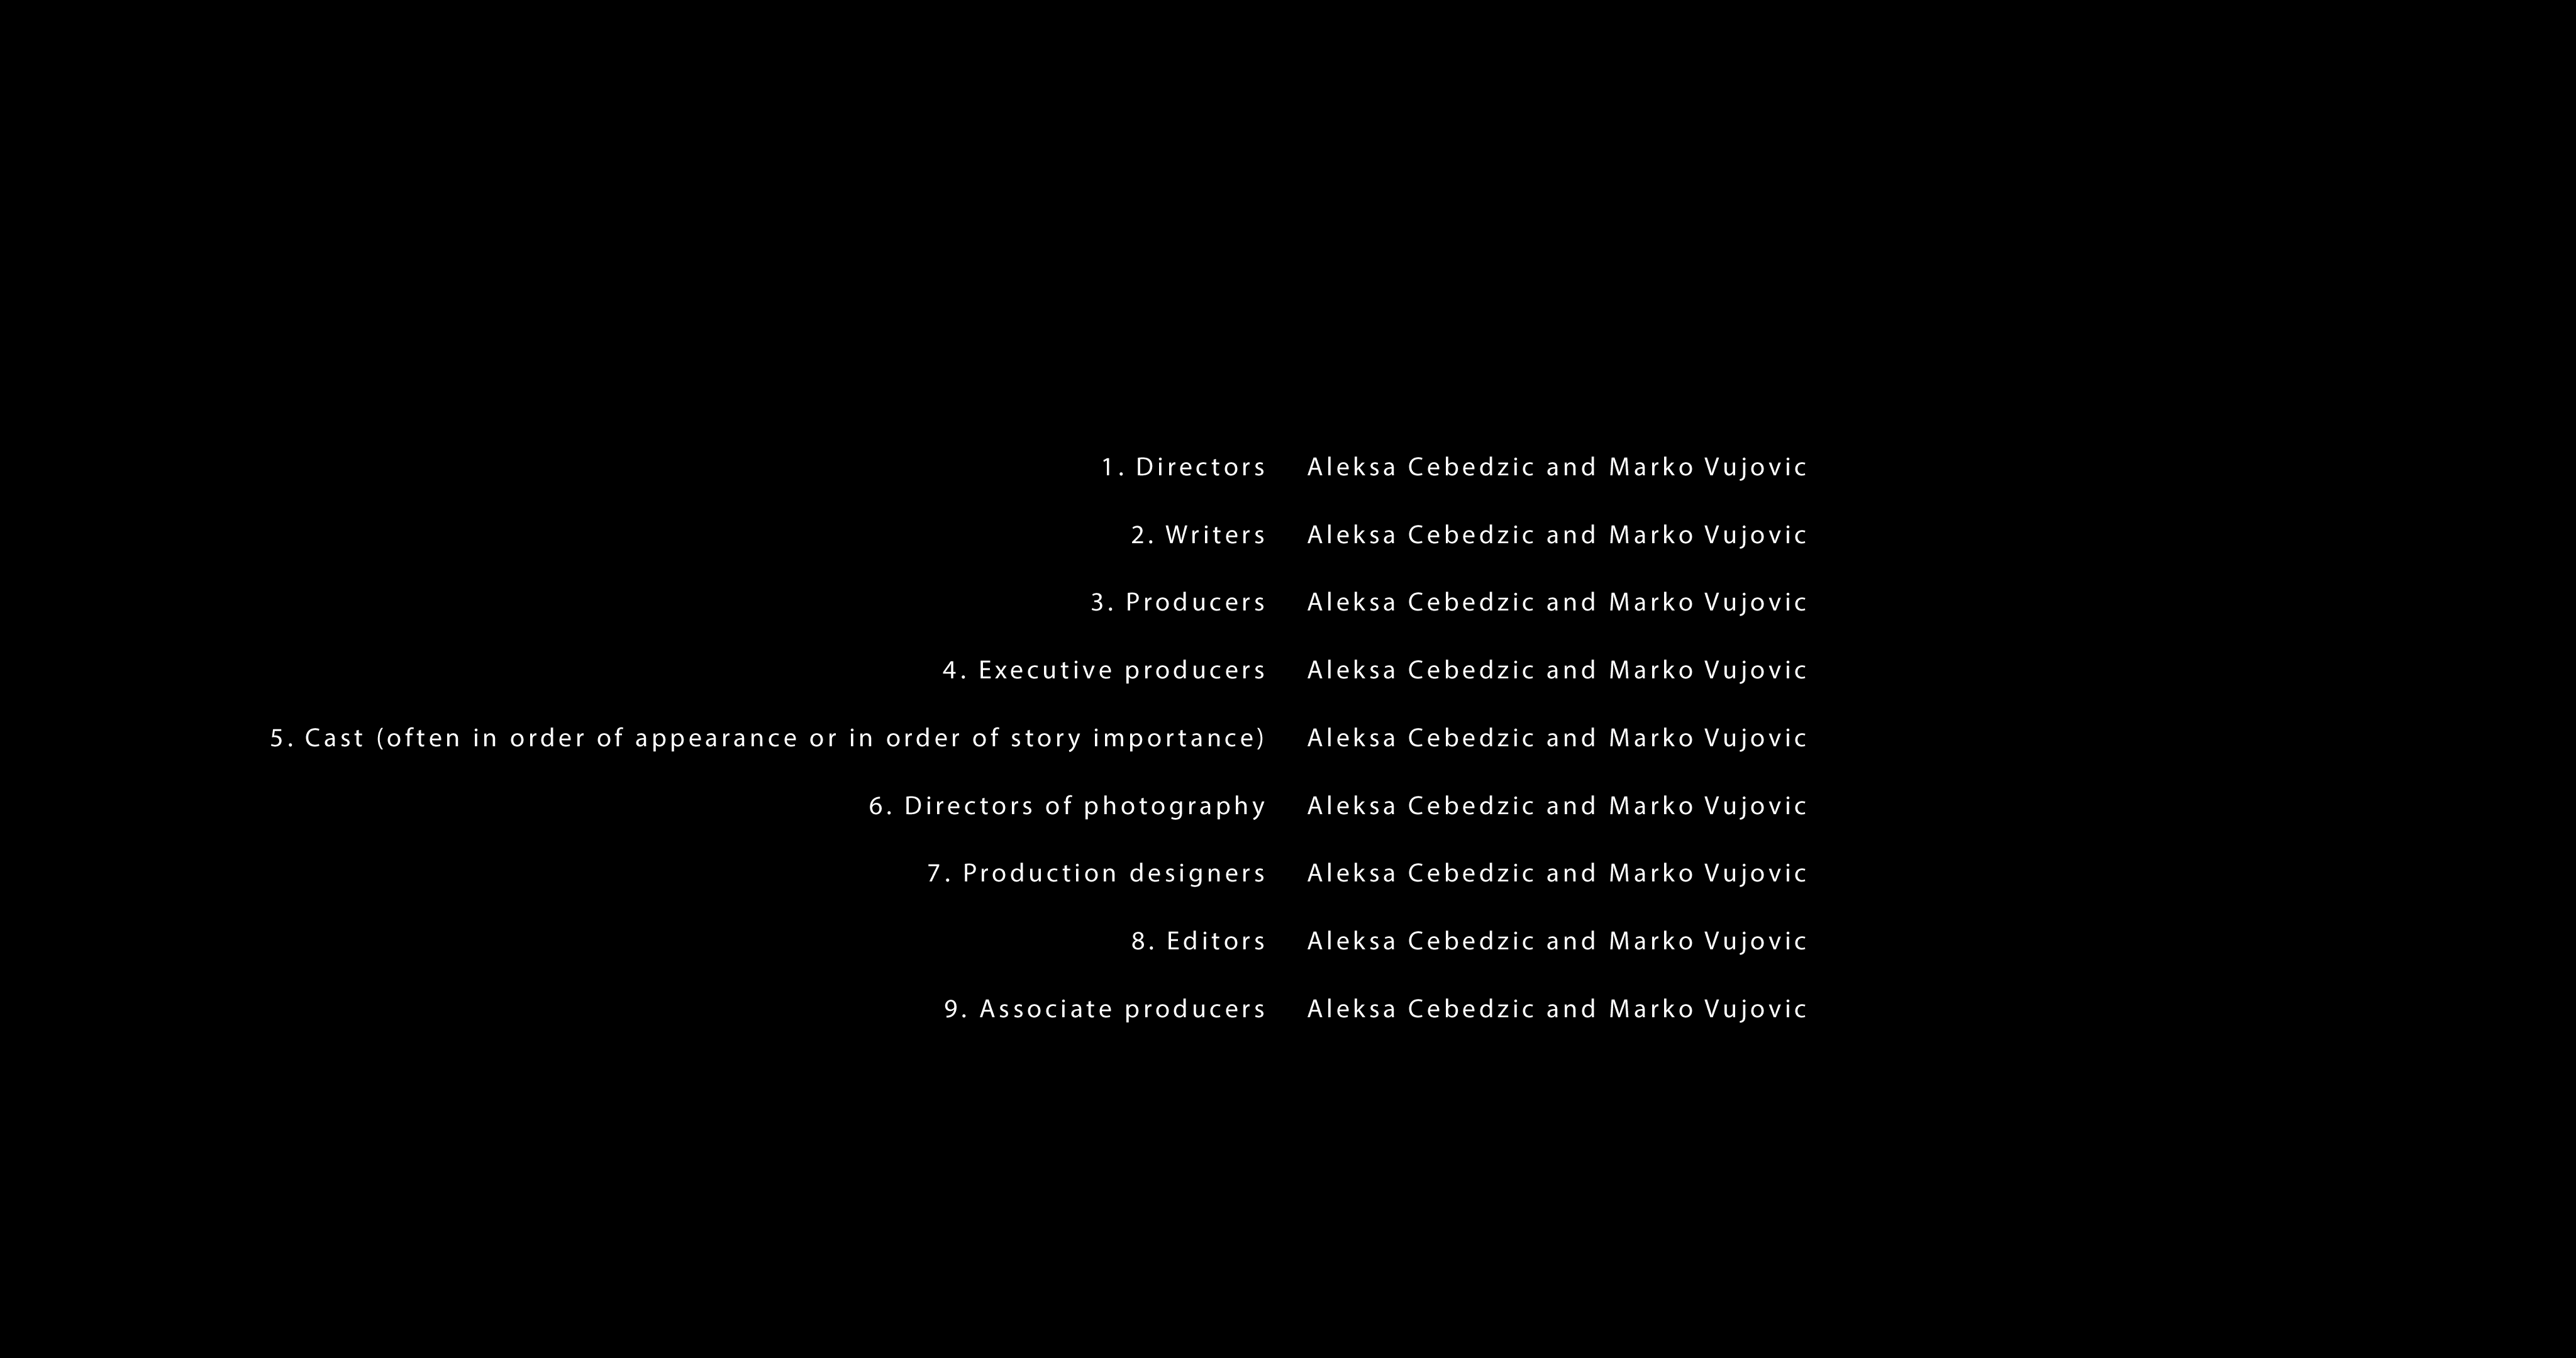 1. Directors Aleksa Cebedzic and Marko Vujovic
2. Writers Aleksa Cebedzic and Marko Vujovic
3. Producers Aleksa Cebedzic and Marko Vujovic
4. Executive producers Aleksa Cebedzic and Marko Vujovic
5. Cast (often in order of appearance or in order of story importance) Aleksa Cebedzic and Marko Vujovic
6. Directors of photography Aleksa Cebedzic and Marko Vujovic
7. Production designers Aleksa Cebedzic and Marko Vujovic
8. Editors Aleksa Cebedzic and Marko Vujovic
9. Associate producers Aleksa Cebedzic and Marko Vujovic